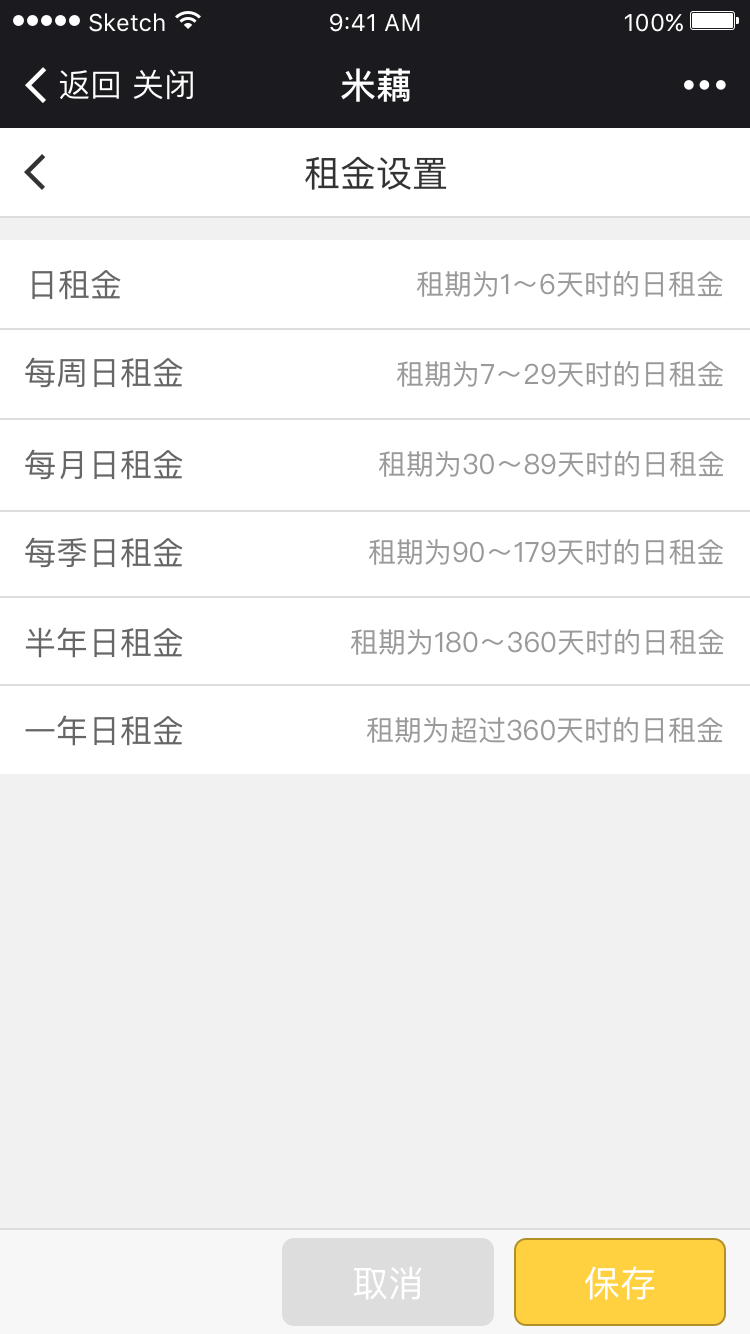 Sketch 9:41 AM 100%
返回 关闭 米藕
租金设置
日租金 租期为1～6天时的日租金
每周日租金 租期为7～29天时的日租金
每月日租金 租期为30～89天时的日租金
每季日租金 租期为90～179天时的日租金
半年日租金 租期为180～360天时的日租金
一年日租金 租期为超过360天时的日租金
取消 保存